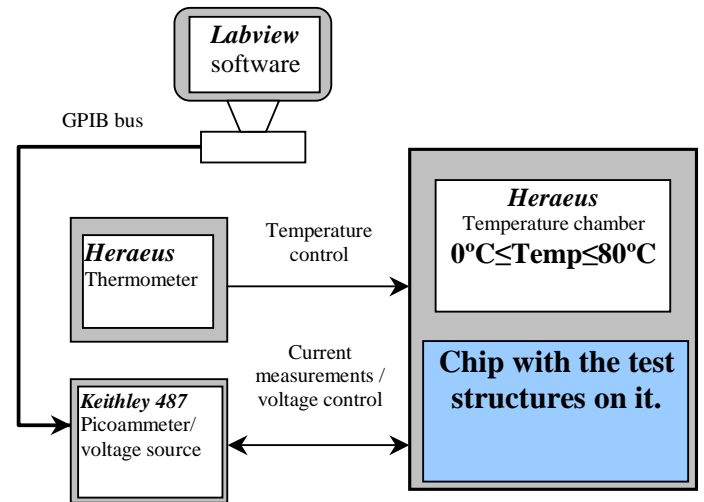 Labview
software
GPIB bus
Heraeus
Temperature chamber
0ºC≤Temp≤80ºC
Temperature
control
Heraeus
Thermometer
Chip with the test
structures on it.
Current
measurements /
voltage control
Keithley 487
Picoammeter/
voltage source